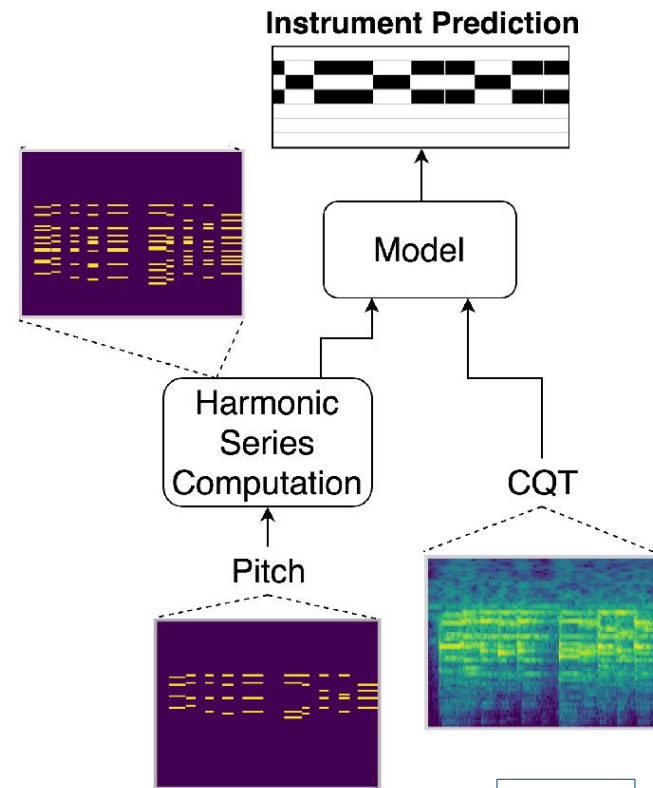 Instrument Prediction
Model
Harmonic
Series
Computation
CQT
Pitch